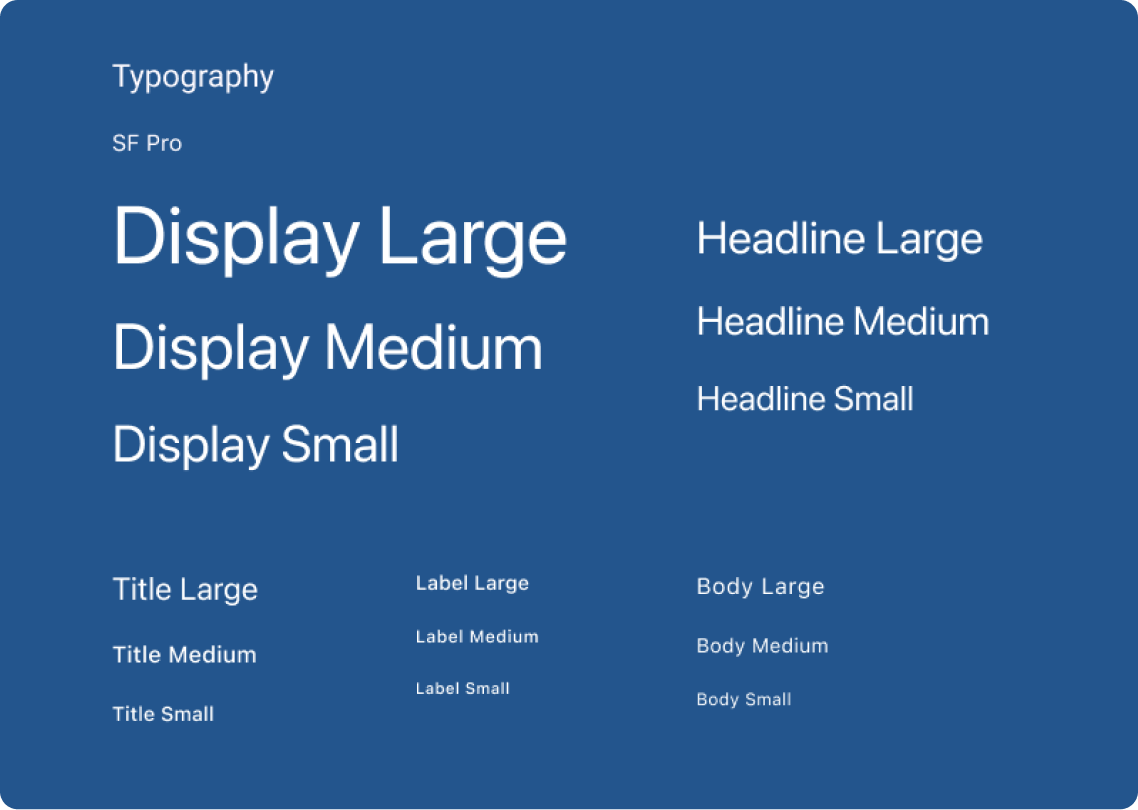 Typography
SF Pro
Display Large
Display Medium
Display Small
Headline Large
Headline Medium
Headline Small
Title Large
Title Medium
Title Small
Label Large
Label Medium
Label Small
Body Large
Body Medium
Body Small